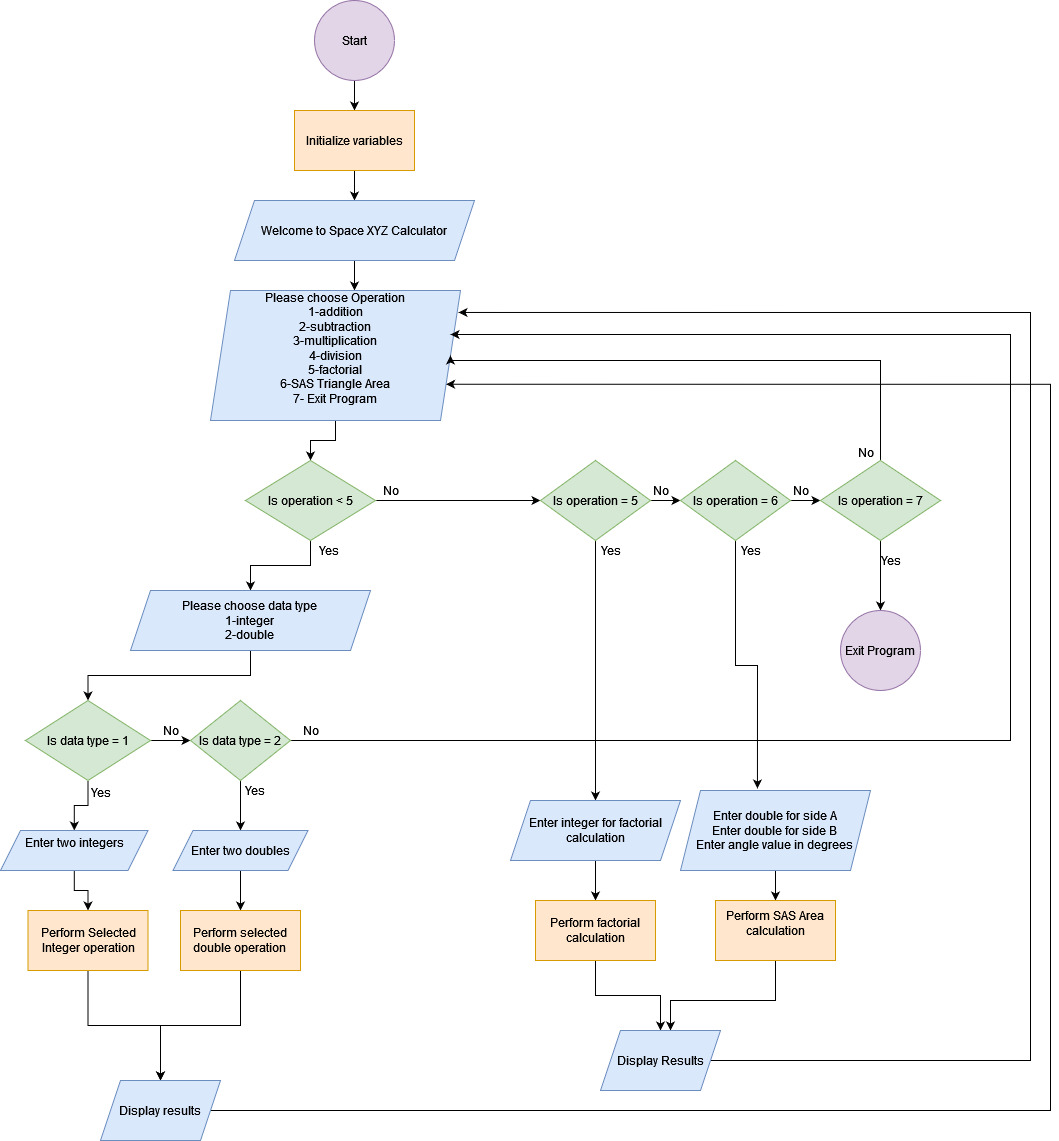 Start
Initialize variables
Welcome to Space XYZ Calculator
Please choose Operation
1-addition
2-subtraction
3-multiplication
4-division
5-factorial
6-SAS Triangle Area
7- Exit Program
No
Is operation < 5
No
Is operation = 5
No
Is operation = 6
No
Is operation = 7
Yes
Yes
Yes
Yes
Please choose data type
1-integer
2-double
Exit Program
Is data type = 1
No
Is data type = 2
No
Yes
Yes
Enter two integers
Enter two doubles
Enter integer for factorial
calculation
Enter double for side A
Enter double for side B
Enter angle value in degrees
Perform Selected
Integer operation
Perform selected
double operation
Perform factorial
calculation
Perform SAS Area
calculation
Display Results
Display results